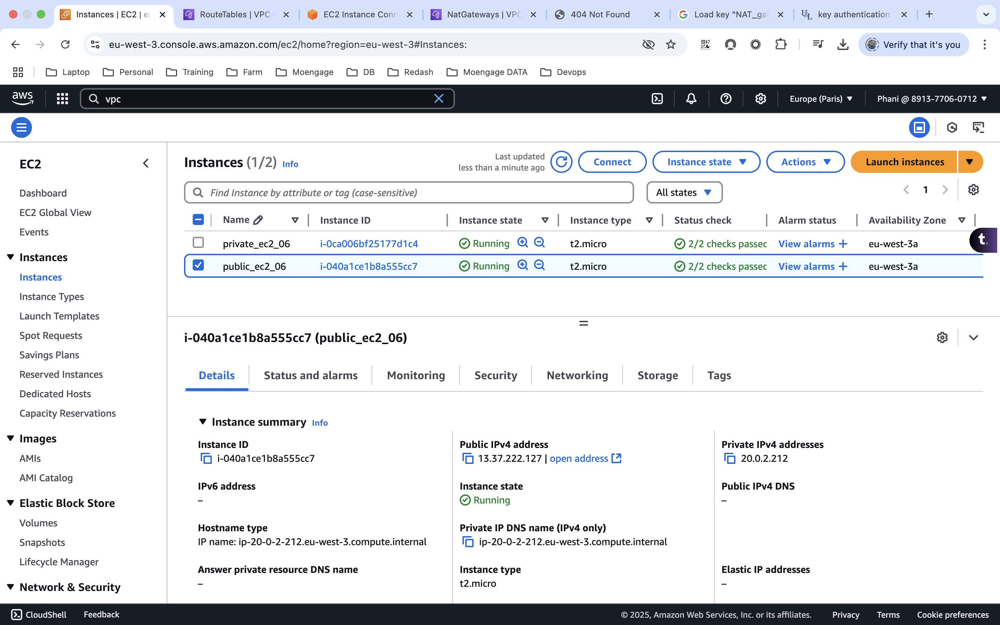 Instances | EC2 | eu
RouteTables | VPC
EC2 Instance Conn
NatGateways | VPC
404 Not Found
Load key "NAT_gat
key authentication
eu-west-3.console.aws.amazon.com/ec2/home?region=eu-west-3#Instances:
Verify that it's you
Laptop
Personal
Training
Farm
Moengage
DB
Redash
Moengage DATA
Devops
aws
vpc
Europe (Paris)
Phani @ 8913-7706-0712
EC2
Dashboard
EC2 Global View
Events
Instances
Instances
Instance Types
Launch Templates
Spot Requests
Savings Plans
Reserved Instances
Dedicated Hosts
Capacity Reservations
Images
AMIs
AMI Catalog
Elastic Block Store
Volumes
Snapshots
Lifecycle Manager
Network & Security
Instances (1/2) Info
Last updated
less than a minute ago
Connect
Instance state
Actions
Launch instances
Find Instance by attribute or tag (case-sensitive)
All states
1
Name
Instance ID
Instance state
Instance type
Status check
Alarm status
Availability Zone
private_ec2_06 i-0ca006bf25177d1c4 Running t2.micro 2/2 checks passec View alarms + eu-west-3a
public_ec2_06 i-040a1ce1b8a555cc7 Running t2.micro 2/2 checks passec View alarms + eu-west-3a
t.
i-040a1ce1b8a555cc7 (public_ec2_06)
Details
Status and alarms
Monitoring
Security
Networking
Storage
Tags
Instance summary Info
Instance ID
i-040a1ce1b8a555cc7
Public IPv4 address
13.37.222.127 | open address
Private IPv4 addresses
20.0.2.212
IPv6 address
–
Instance state
Running
Public IPv4 DNS
–
Hostname type
IP name: ip-20-0-2-212.eu-west-3.compute.internal
Private IP DNS name (IPv4 only)
ip-20-0-2-212.eu-west-3.compute.internal
Answer private resource DNS name
–
Instance type
t2.micro
Elastic IP addresses
–
CloudShell
Feedback
© 2025, Amazon Web Services, Inc. or its affiliates.
Privacy
Terms
Cookie preferences